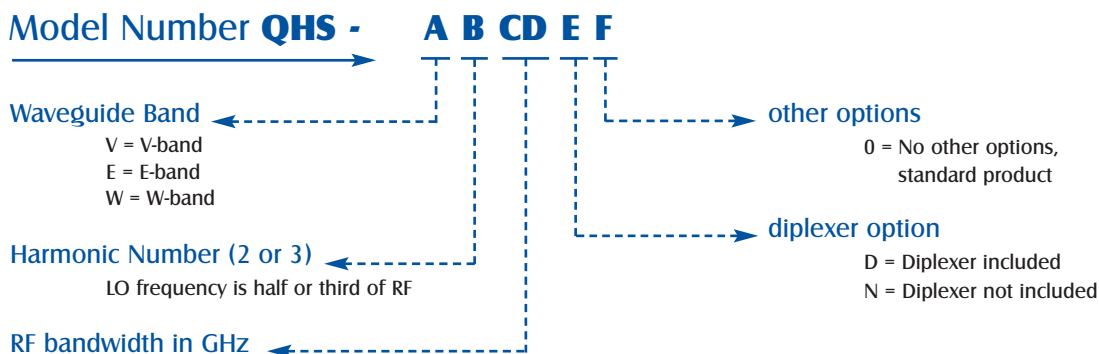 Model Number QHS - A B CD E F
Waveguide Band
V = V-band
E = E-band
W = W-band
Harmonic Number (2 or 3)
LO frequency is half or third of RF
RF bandwidth in GHz
other options
0 = No other options,
standard product
diplexer option
D = Diplexer included
N = Diplexer not included